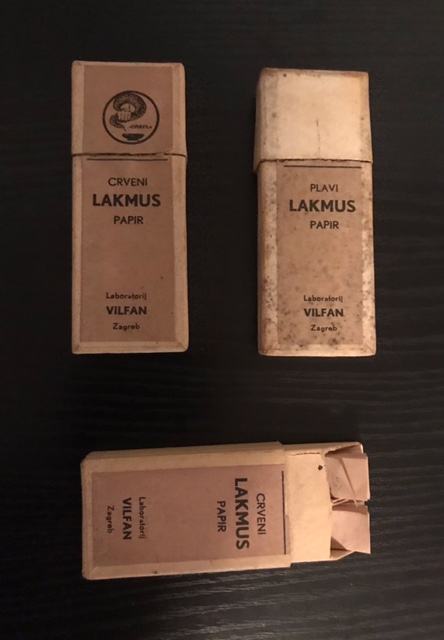 CRVENI
LAKMUS
PAPIR
Laboratorij
VILFAN
Zagreb
PLAVI
LAKMUS
PAPIR
Laboratorij
VILFAN
Zagreb
CRVENI
LAKMUS
PAPIR
Laboratorij
VILFAN
Zagreb